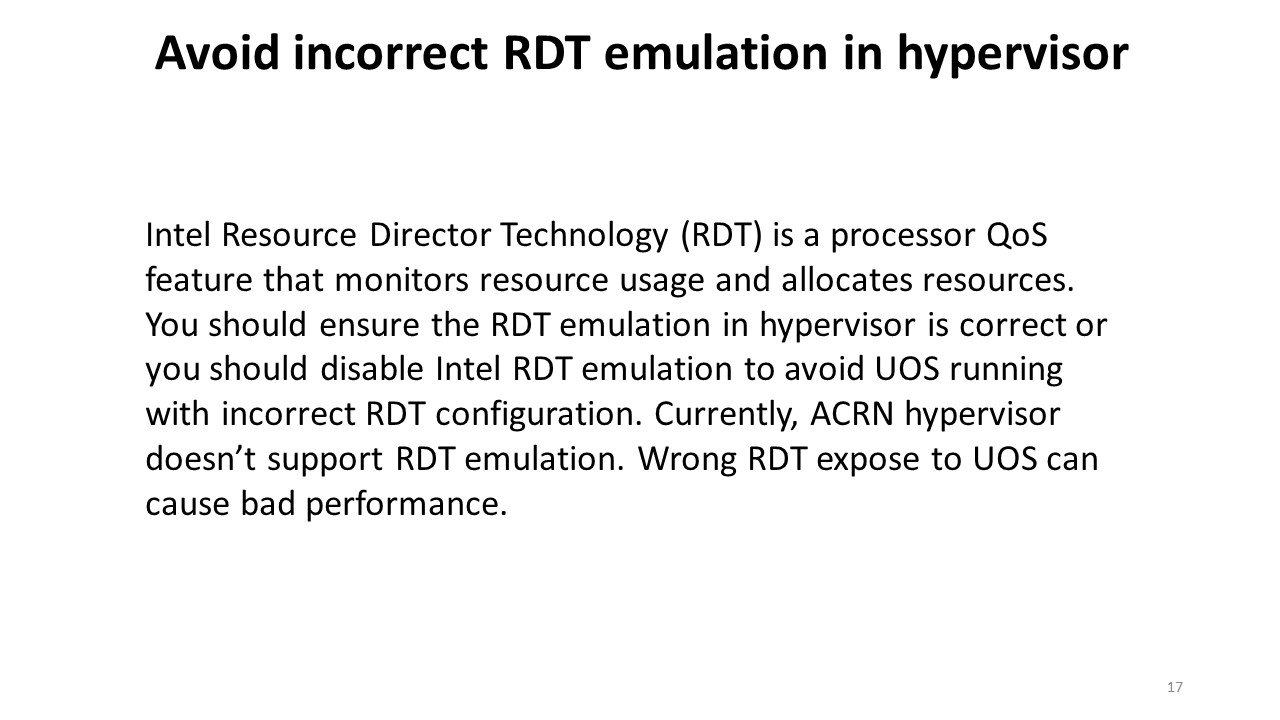 Avoid incorrect RDT emulation in hypervisor
Intel Resource Director Technology (RDT) is a processor QoS
feature that monitors resource usage and allocates resources.
You should ensure the RDT emulation in hypervisor is correct or
you should disable Intel RDT emulation to avoid UOS running
with incorrect RDT configuration. Currently, ACRN hypervisor
doesn’t support RDT emulation. Wrong RDT expose to UOS can
cause bad performance.
17